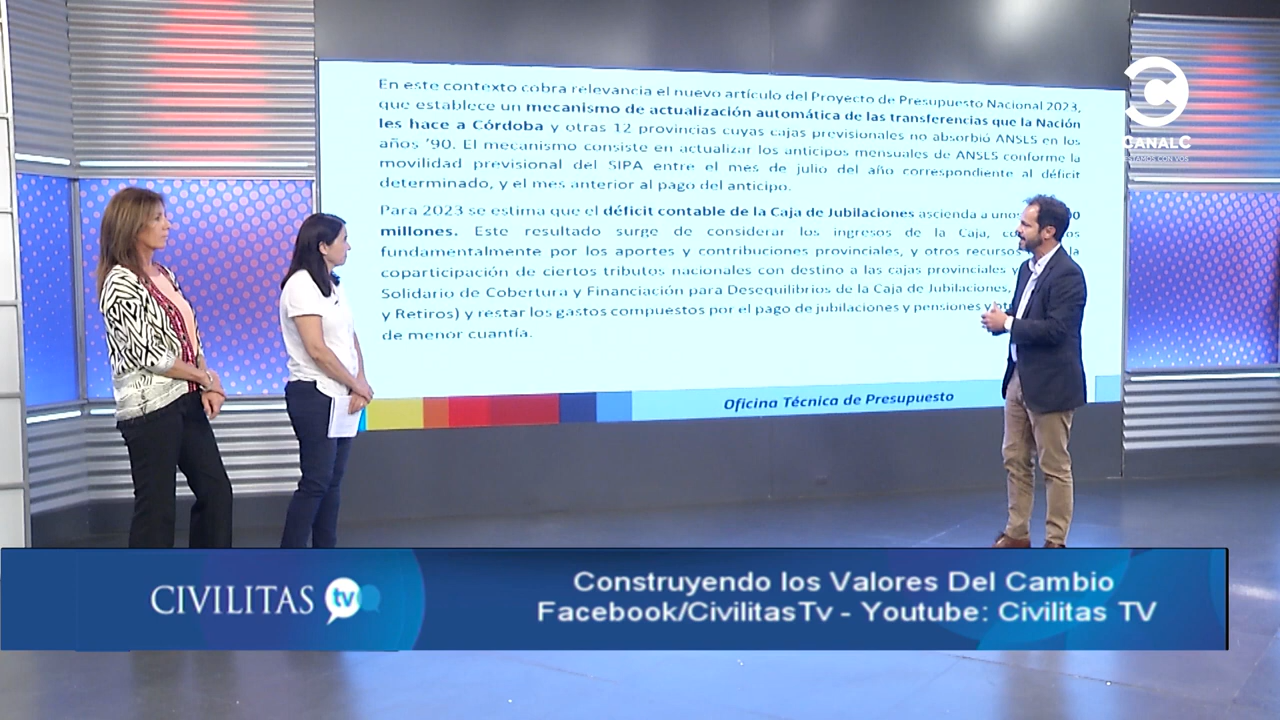 En este contexto cobra relevancia el nuevo artículo del Proyecto de Presupuesto Nacional 2023,
que establece un mecanismo de actualización automática de las transferencias que la Nación
les hace a Córdoba y otras 12 provincias cuyas cajas previsionales no absorbió ANSES en los
años '90. El mecanismo consiste en actualizar los anticipos mensuales de ANSES conforme la
movilidad previsional del SIPA entre el mes de julio del año correspondiente al déficit
determinado, y el mes anterior al pago del anticipo.
Para 2023 se estima que el déficit contable de la Caja de Jubilaciones ascienda a unos
millones. Este resultado surge de considerar los ingresos de la Caja,
fundamentalmente por los aportes y contribuciones provinciales, y otros recursos la
coparticipación de ciertos tributos nacionales con destino a las cajas provinciales y
Solidario de Cobertura y Financiación para Desequilibrios de la Caja de Jubilaciones,
y Retiros) y restar los gastos compuestos por el pago de jubilaciones y pensiones y
de menor cuantía.
Oficina Técnica de Presupuesto
CANALC
ESTAMOS CON VOS
CIVILITAS tv
Construyendo los Valores Del Cambio
Facebook/CivilitasTv - Youtube: Civilitas TV